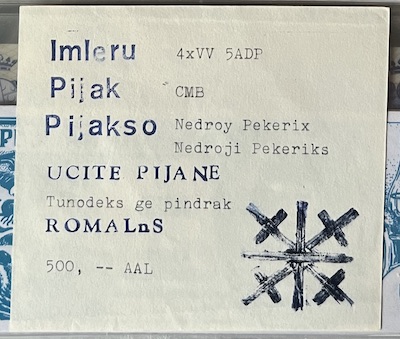 Imleru 4xVV 5ADP
Pijak CMB
Pijakso Nedroy Pekerix
Nedroji Pekeriks
UCITE PIJANE
Tunodeks ge pindrak
ROMALnS
500, -- AAL